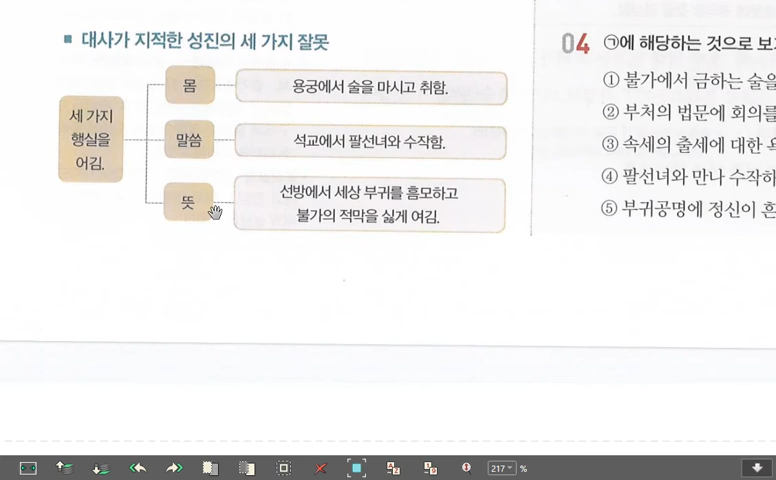 ■ 대사가 지적한 성진의 세 가지 잘못
세 가지
행실을
어김.
몸
용궁에서 술을 마시고 취함.
말씀
석교에서 팔선녀와 수작함.
뜻
선방에서 세상 부귀를 흠모하고
불가의 적막을 싫게 여김.
04 ㉠에 해당하는 것으로
① 불가에서 금하는 술을
② 부처의 법문에 회의를
③ 속세의 출세에 대한
④ 팔선녀와 만나
⑤ 부귀공명에 정신이
217 %